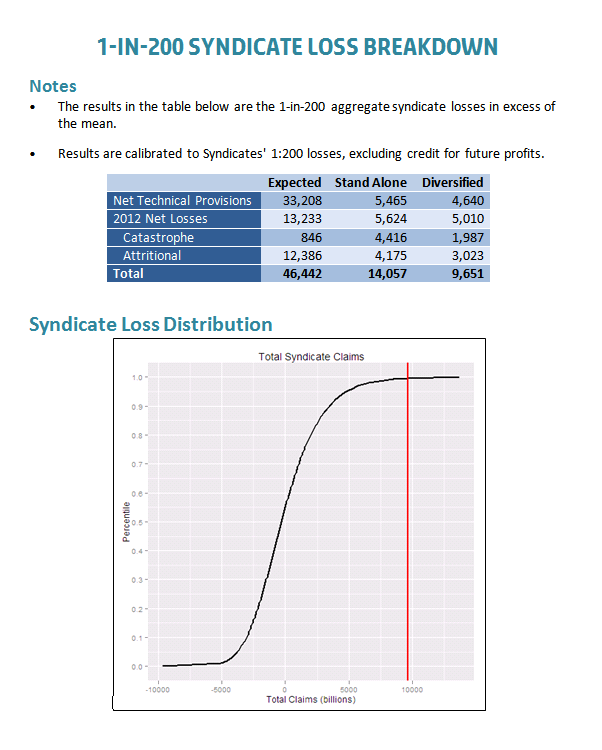 1-IN-200 SYNDICATE LOSS BREAKDOWN
Notes
• The results in the table below are the 1-in-200 aggregate syndicate losses in excess of
the mean.
• Results are calibrated to Syndicates' 1:200 losses, excluding credit for future profits.
Expected Stand Alone Diversified
Net Technical Provisions 33,208 5,465 4,640
2012 Net Losses 13,233 5,624 5,010
Catastrophe 846 4,416 1,987
Attritional 12,386 4,175 3,023
Total 46,442 14,057 9,651
Syndicate Loss Distribution
Total Syndicate Claims
Percentile
1.0
0.9
0.8
0.7
0.6
0.5
0.4
0.3
0.2
0.1
0.0
-10000 -5000 0 5000 10000
Total Claims (billions)